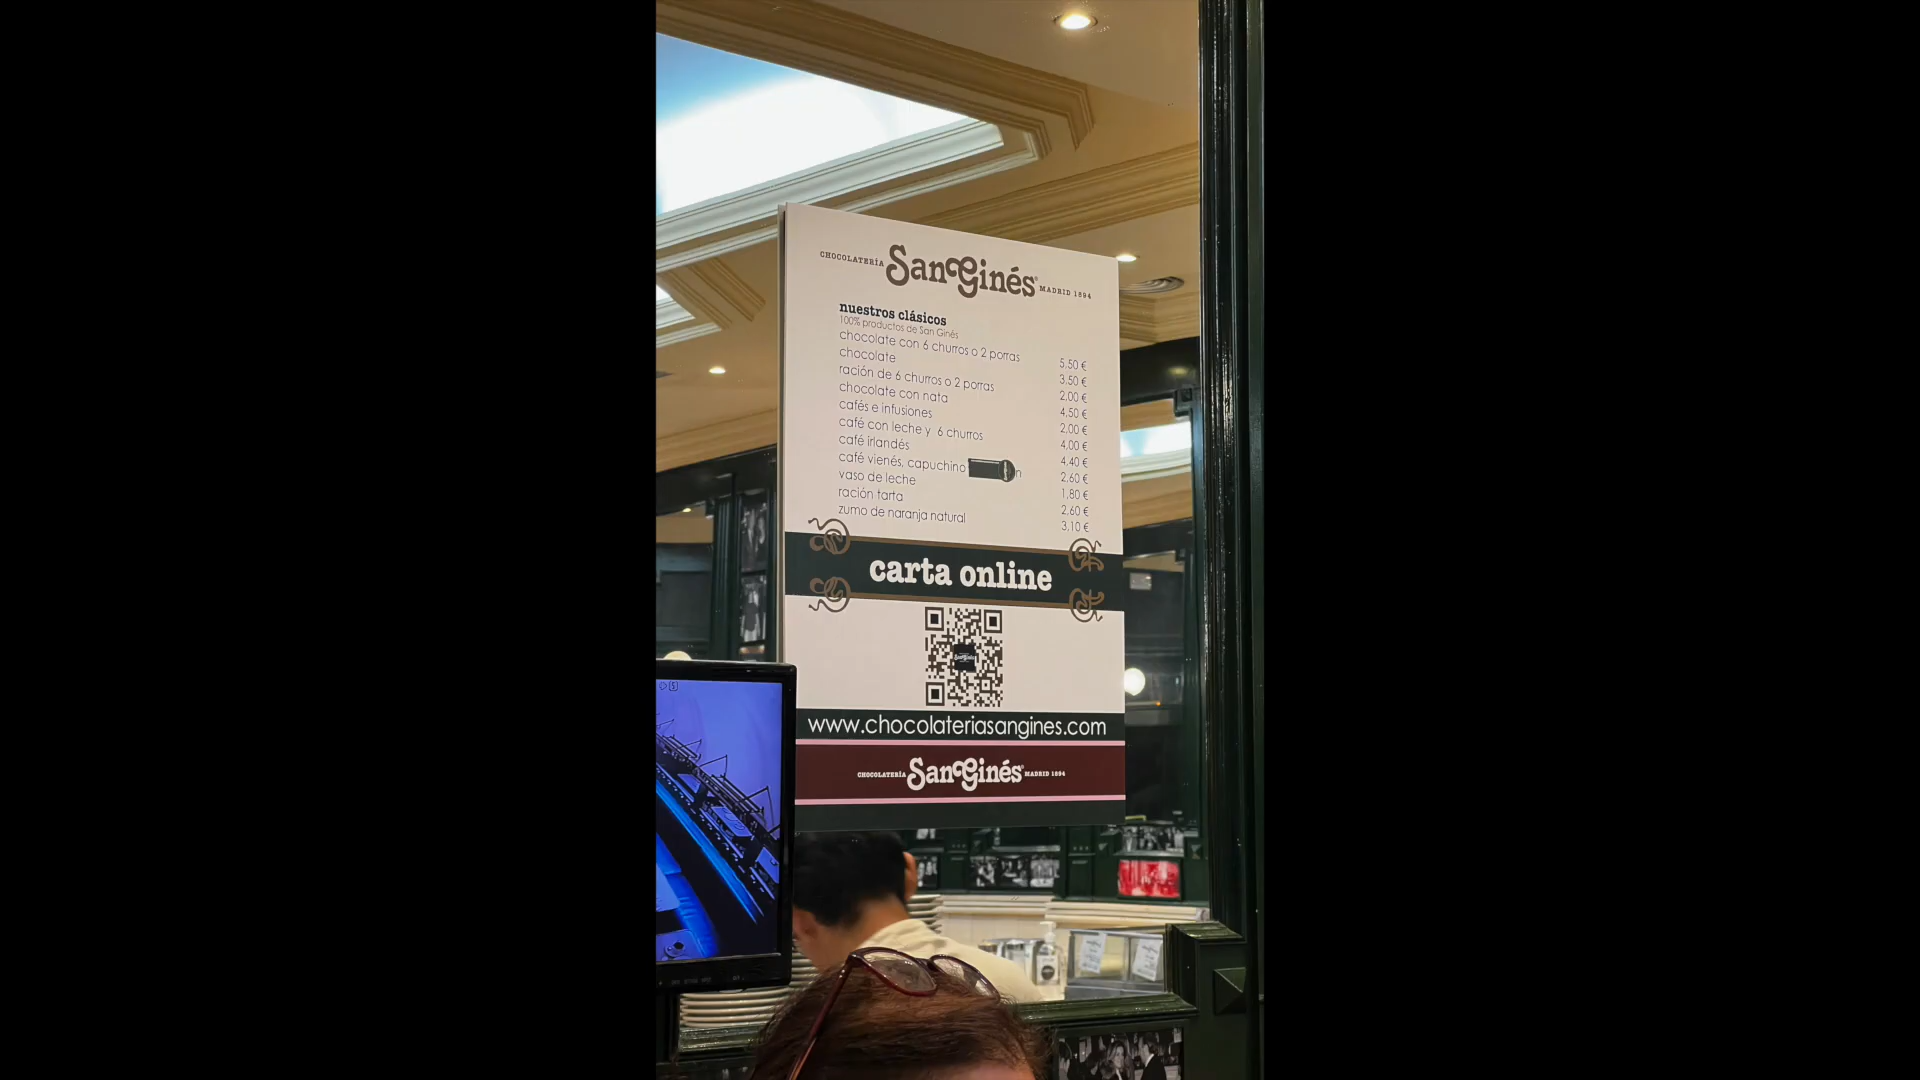 CHOCOLATERÍA San Ginés MADRID 1894
nuestros clásicos
100% productos de San Ginés
chocolate con 6 churros o 2 porras 5,50 €
chocolate 3,50 €
ración de 6 churros o 2 porras 2,00 €
chocolate con nata 4,50 €
cafés e infusiones 2,00 €
café con leche y 6 churros 4,00 €
café irlandés 4,40 €
café vienés, capuchino n 2,60 €
vaso de leche 1,80 €
ración tarta 2,60 €
zumo de naranja natural 3,10 €
carta online
www.chocolateriasangines.com
CHOCOLATERÍA San Ginés MADRID 1894